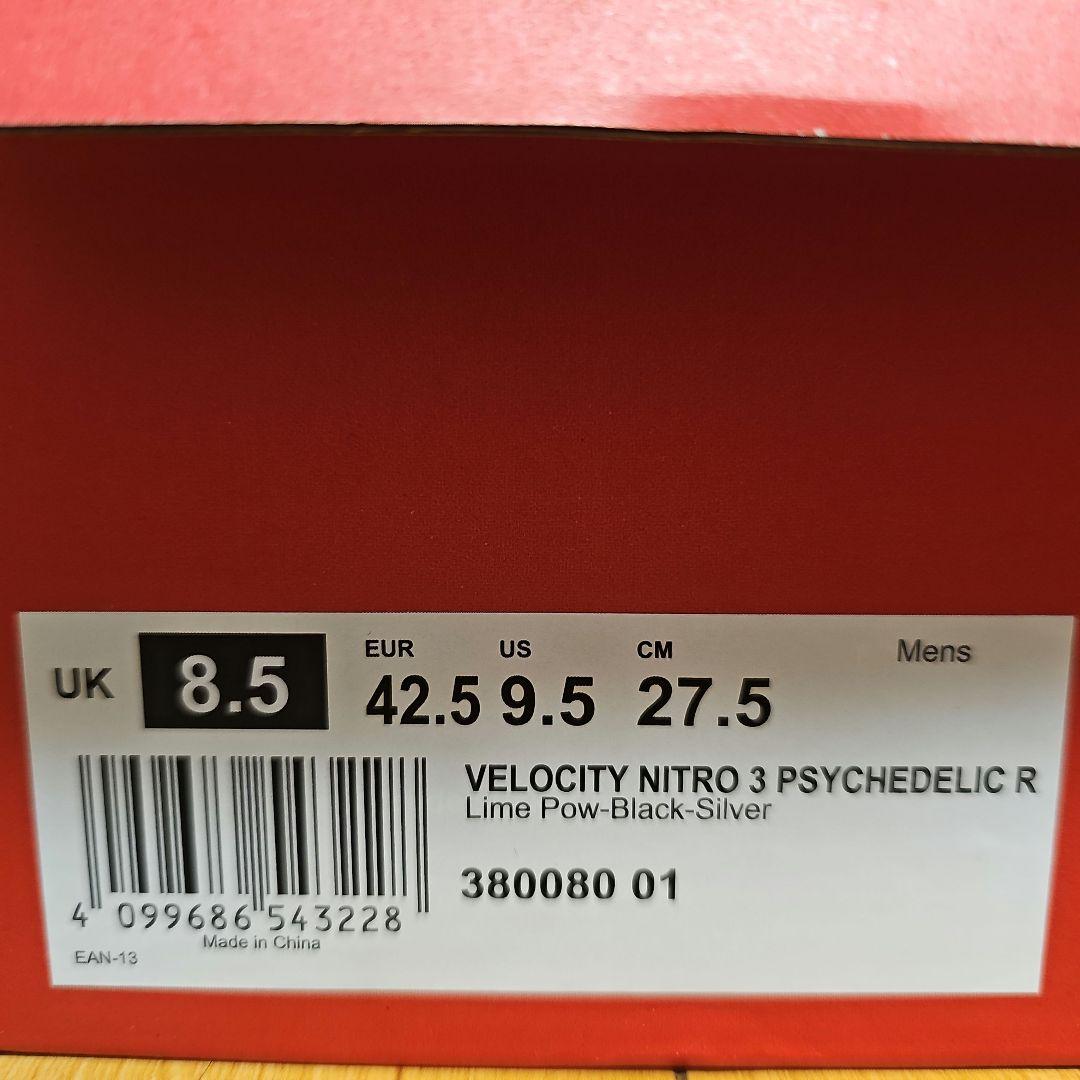 UK 8.5
EUR US CM Mens
42.5 9.5 27.5
VELOCITY NITRO 3 PSYCHEDELIC R
Lime Pow-Black-Silver
380080 01
4 099686 543228
Made in China
EAN-13